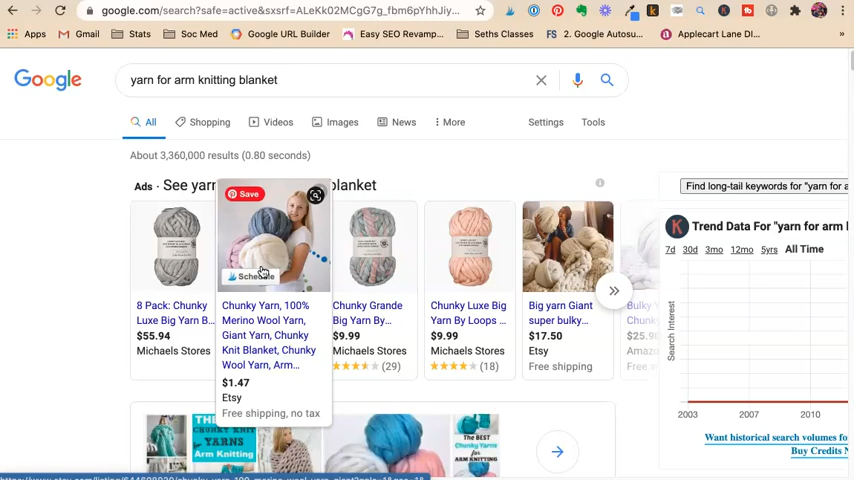 google.com/search?safe=active&sxsrf=ALeKk02MCgG7g_fbm6pYhhJiy...
Apps
Gmail
Stats
Soc Med
Google URL Builder
Easy SEO Revamp...
Seths Classes
FS 2. Google Autosu...
Applecart Lane DI...
»
Google
yarn for arm knitting blanket
All
Shopping
Videos
Images
News
More
Settings
Tools
About 3,360,000 results (0.80 seconds)
Ads · See yarn
blanket
Save
Schedule
8 Pack: Chunky
Luxe Big Yarn B...
$55.94
Michaels Stores
Chunky Yarn, 100%
Merino Wool Yarn,
Giant Yarn, Chunky
Knit Blanket, Chunky
Wool Yarn, Arm...
$1.47
Etsy
Free shipping, no tax
Chunky Grande
Big Yarn By...
$9.99
Michaels Stores
(29)
Chunky Luxe Big
Yarn By Loops ...
$9.99
Michaels Stores
(18)
Big yarn Giant
super bulky...
$17.50
Etsy
Free shipping
Bulky
Chunky
$25.9
Amazo
Free
Find long-tail keywords for "yarn for a
K Trend Data For "yarn for arm
7d 30d 3mo 12mo 5yrs All Time
Search Interest
2003 2007 2010
Want historical search volumes fo
Buy Credits
CHUNKY
YARNS
ARM KNITTING
THE BEST
CHUNKY YARNS
FOR ARM
KNITTING